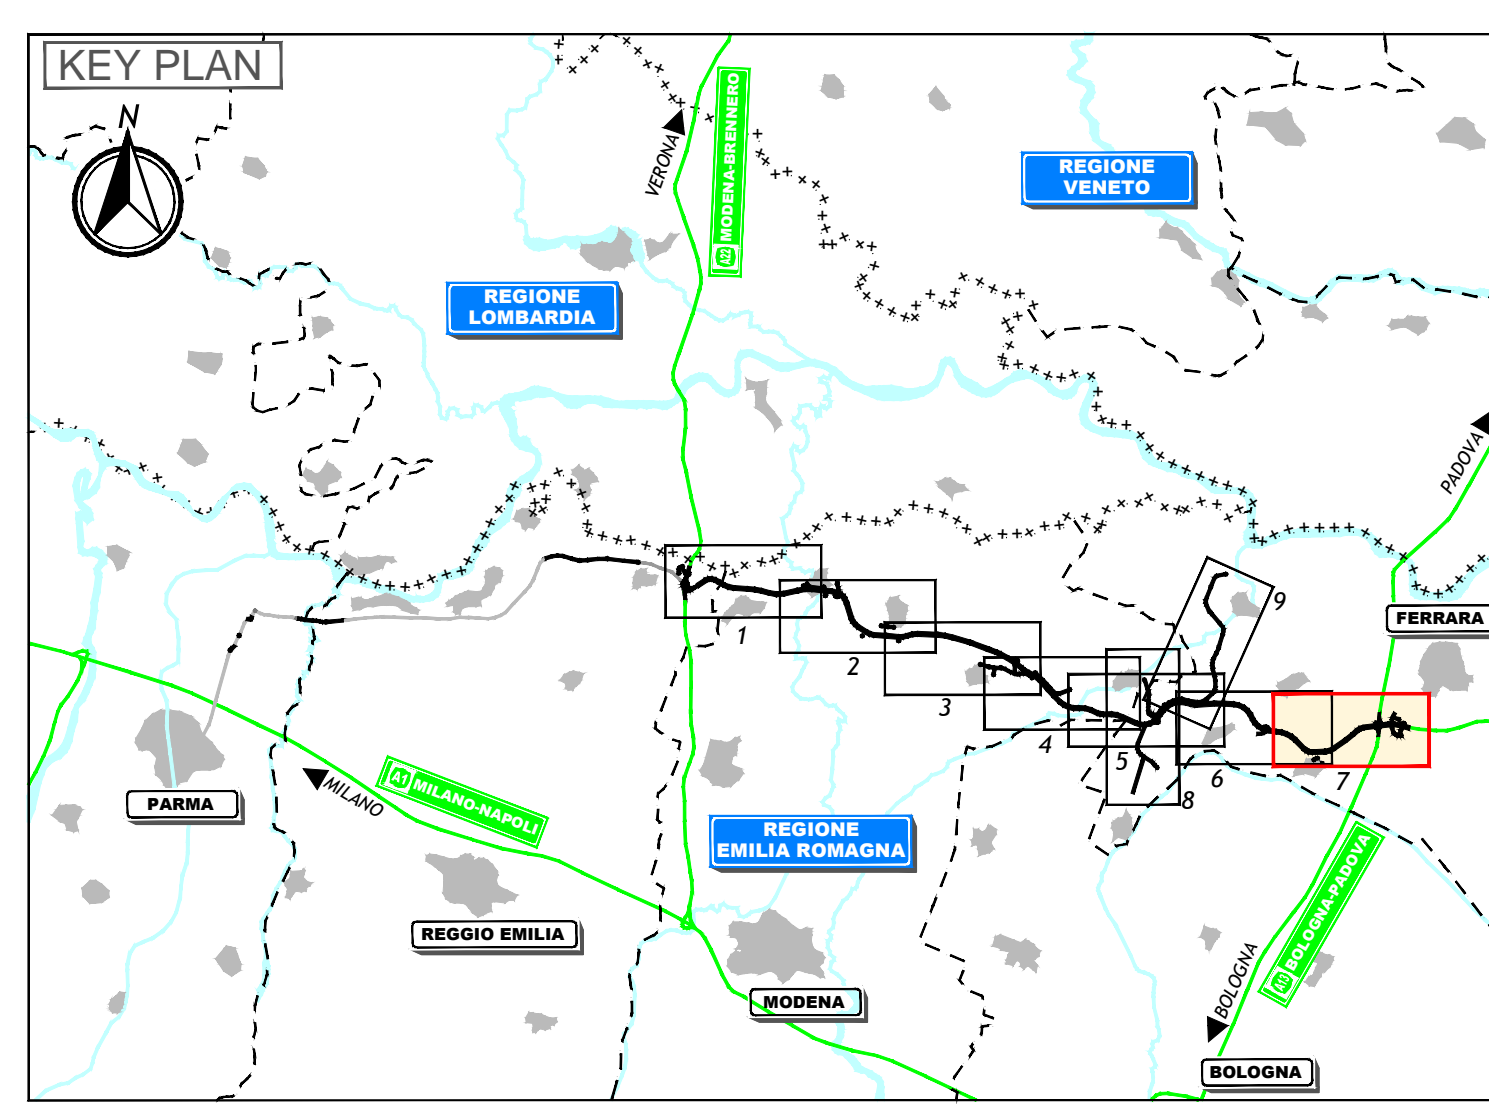 KEY PLAN
N
VERONA
A22 MODENA-BRENNERO
REGIONE
VENETO
REGIONE
LOMBARDIA
PADOVA
9
FERRARA
1
2
3
4
5
6
7
8
PARMA
MILANO
A1 MILANO-NAPOLI
REGIONE
EMILIA ROMAGNA
REGGIO EMILIA
MODENA
A13 BOLOGNA-PADOVA
BOLOGNA
BOLOGNA